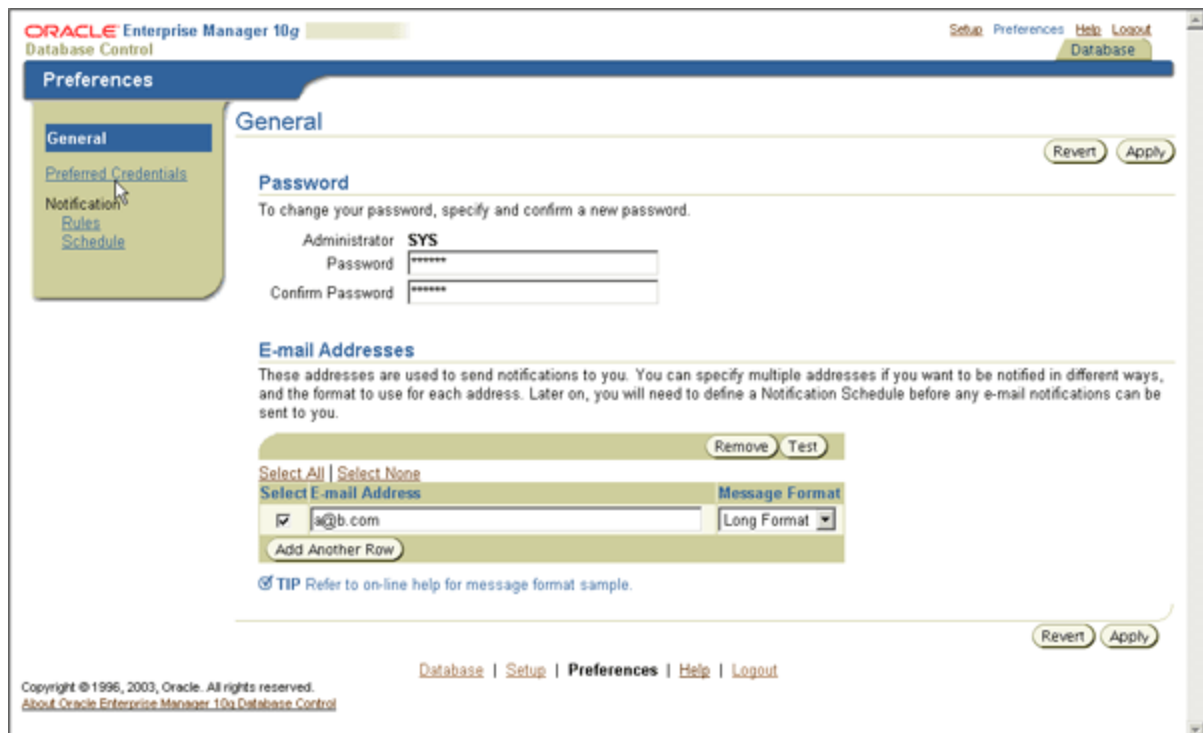 ORACLE Enterprise Manager 10g
Database Control
Setup Preferences Help Logout
Database
Preferences
General
Preferred Credentials
Notification
Rules
Schedule
General
Revert Apply
Password
To change your password, specify and confirm a new password.
Administrator SYS
Password ******
Confirm Password ******
E-mail Addresses
These addresses are used to send notifications to you. You can specify multiple addresses if you want to be notified in different ways,
and the format to use for each address. Later on, you will need to define a Notification Schedule before any e-mail notifications can be
sent to you.
Remove Test
Select All | Select None
Select E-mail Address Message Format
a@b.com Long Format
Add Another Row
TIP Refer to on-line help for message format sample.
Revert Apply
Database | Setup | Preferences | Help | Logout
Copyright © 1996, 2003, Oracle. All rights reserved.
About Oracle Enterprise Manager 10g Database Control